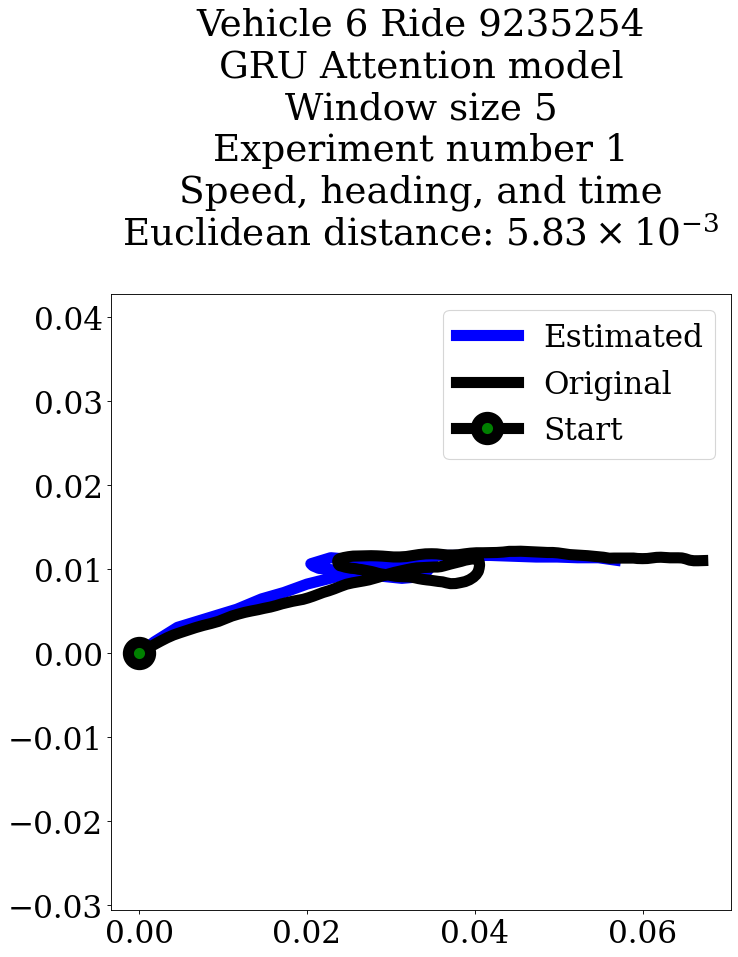 Vehicle 6 Ride 9235254
GRU Attention model
Window size 5
Experiment number 1
Speed, heading, and time
Euclidean distance: 5.83 × 10⁻³
Estimated
Original
Start
0.04
0.03
0.02
0.01
0.00
−0.01
−0.02
−0.03
0.00 0.02 0.04 0.06